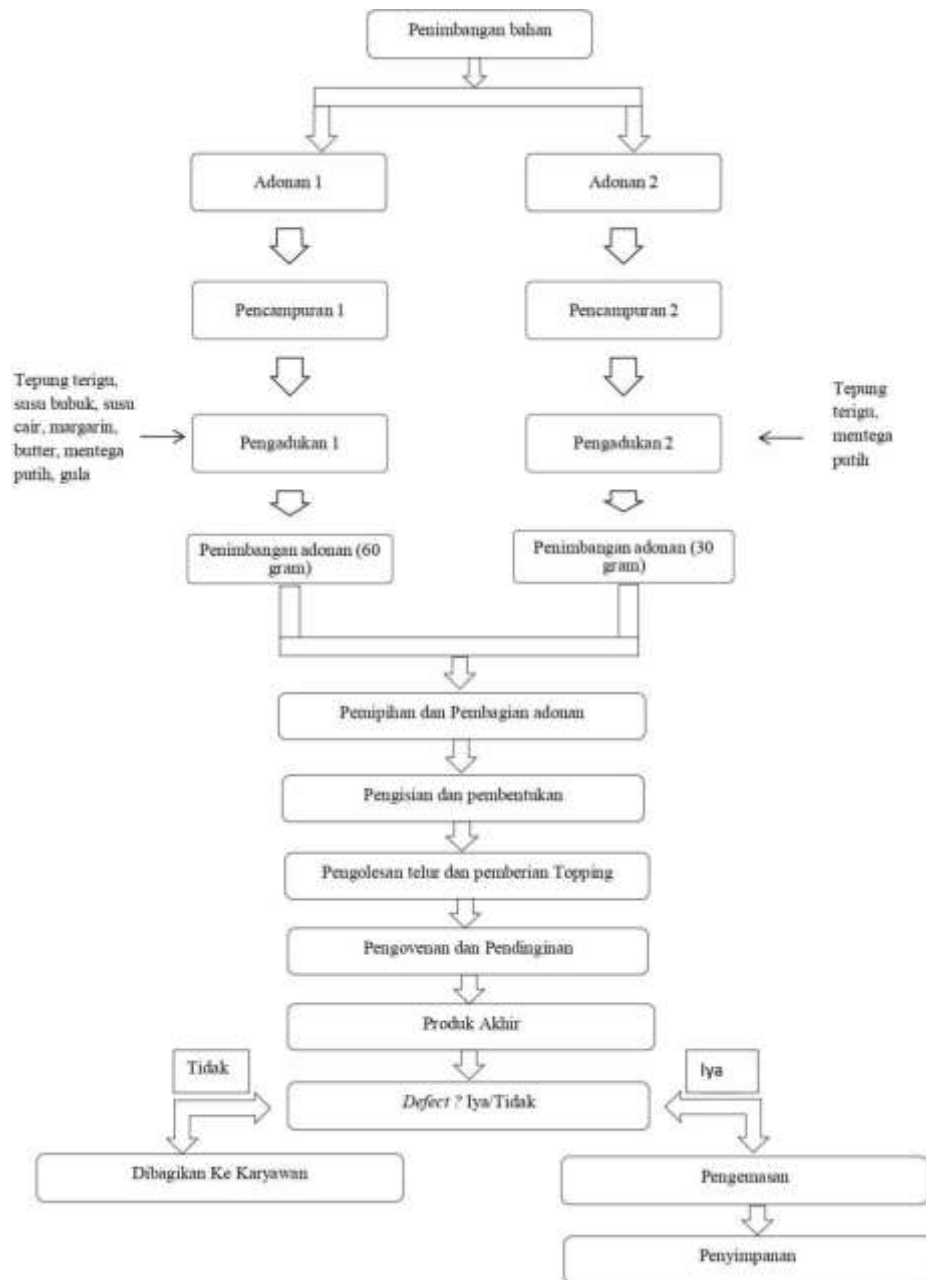 Penimbangan bahan
Adonan 1
Adonan 2
Pencampuran 1
Pencampuran 2
Tepung terigu,
susu bubuk, susu
cair, margarin,
butter, mentega
putih, gula
Pengadukan 1
Pengadukan 2
Tepung
terigu,
mentega
putih
Penimbangan adonan (60
gram)
Penimbangan adonan (30
gram)
Pemipihan dan Pembagian adonan
Pengisian dan pembentukan
Pengolesan telur dan pemberian Topping
Pengovenan dan Pendinginan
Produk Akhir
Tidak
Iya
Defect ? Iya/Tidak
Dibagikan Ke Karyawan
Pengemasan
Penyimpanan